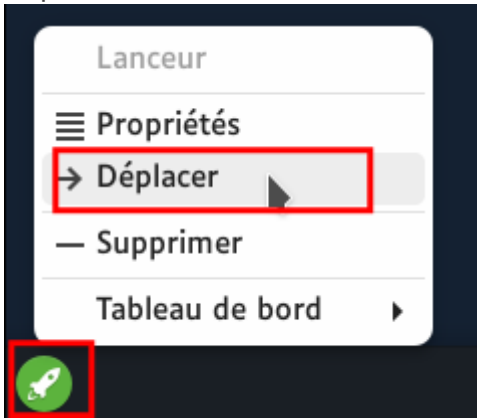 Lanceur
Propriétés
Déplacer
Supprimer
Tableau de bord